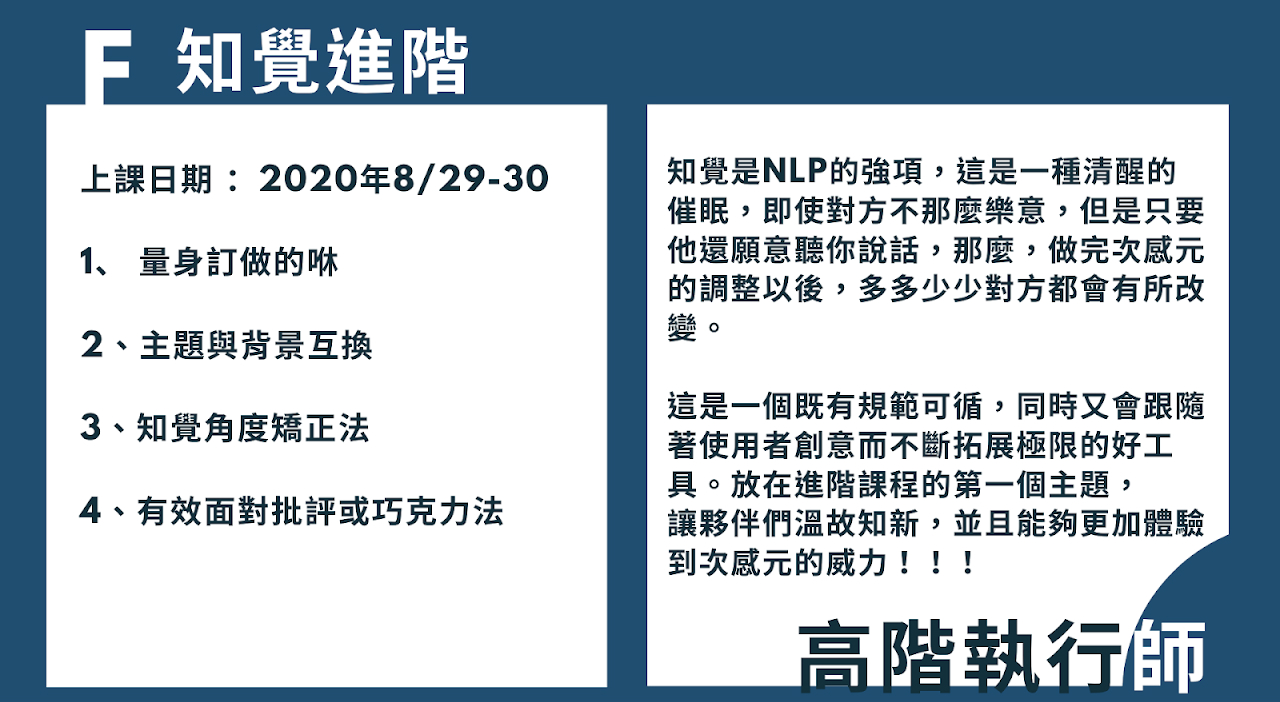 F 知覺進階
上課日期： 2020年8/29-30
1、 量身訂做的咻
2、主題與背景互換
3、知覺角度矯正法
4、有效面對批評或巧克力法
知覺是NLP的強項，這是一種清醒的
催眠，即使對方不那麼樂意，但是只要
他還願意聽你說話，那麼，做完次感元
的調整以後，多多少少對方都會有所改
變。
這是一個既有規範可循，同時又會跟隨
著使用者創意而不斷拓展極限的好工
具。放在進階課程的第一個主題，
讓夥伴們溫故知新，並且能夠更加體驗
到次感元的威力！！！
高階執行師